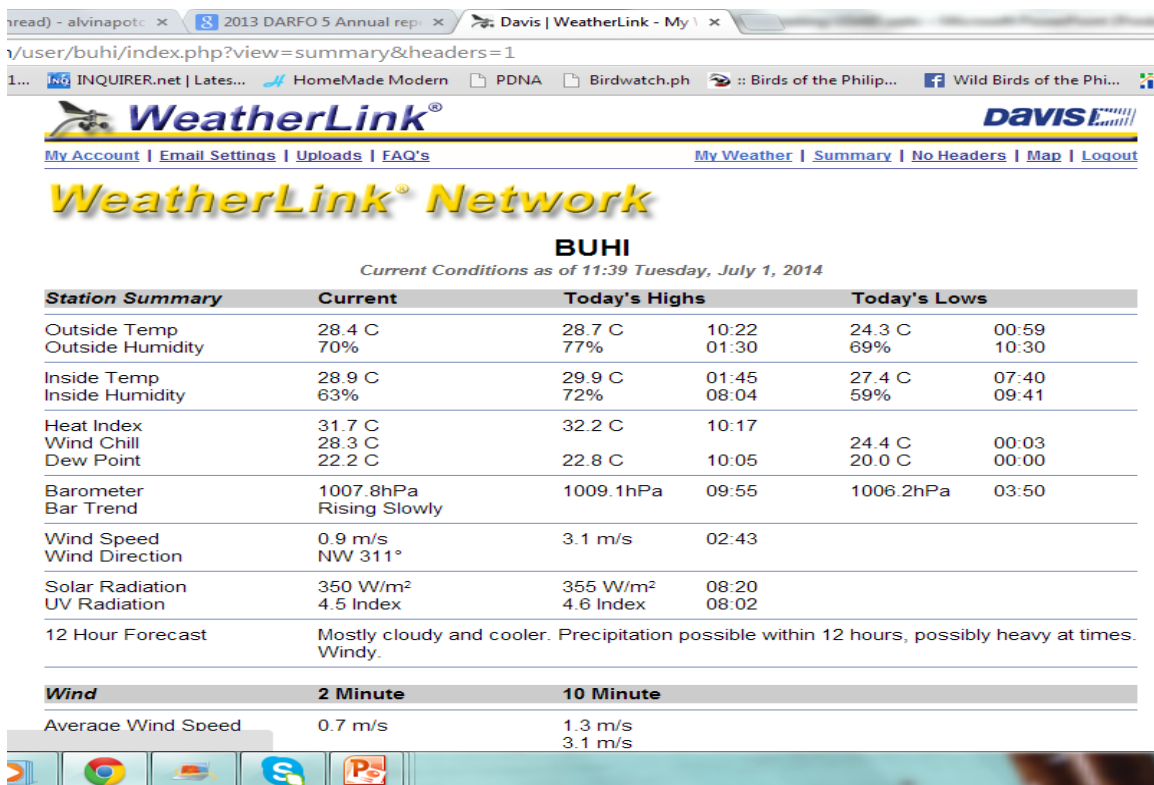 nread) - alvinapotc × 2013 DARFO 5 Annual rep × Davis | WeatherLink - My \ ×
/user/buhi/index.php?view=summary&headers=1
1... INQ INQUIRER.net | Lates... HomeMade Modern PDNA Birdwatch.ph :: Birds of the Philip... Wild Birds of the Phi...
WeatherLink® DAVIS
My Account | Email Settings | Uploads | FAQ's My Weather | Summary | No Headers | Map | Logout
WeatherLink® Network
BUHI
Current Conditions as of 11:39 Tuesday, July 1, 2014
Station Summary Current Today's Highs Today's Lows
Outside Temp 28.4 C 28.7 C 10:22 24.3 C 00:59
Outside Humidity 70% 77% 01:30 69% 10:30
Inside Temp 28.9 C 29.9 C 01:45 27.4 C 07:40
Inside Humidity 63% 72% 08:04 59% 09:41
Heat Index 31.7 C 32.2 C 10:17
Wind Chill 28.3 C 24.4 C 00:03
Dew Point 22.2 C 22.8 C 10:05 20.0 C 00:00
Barometer 1007.8hPa 1009.1hPa 09:55 1006.2hPa 03:50
Bar Trend Rising Slowly
Wind Speed 0.9 m/s 3.1 m/s 02:43
Wind Direction NW 311°
Solar Radiation 350 W/m² 355 W/m² 08:20
UV Radiation 4.5 Index 4.6 Index 08:02
12 Hour Forecast Mostly cloudy and cooler. Precipitation possible within 12 hours, possibly heavy at times.
Windy.
Wind 2 Minute 10 Minute
Average Wind Speed 0.7 m/s 1.3 m/s
3.1 m/s